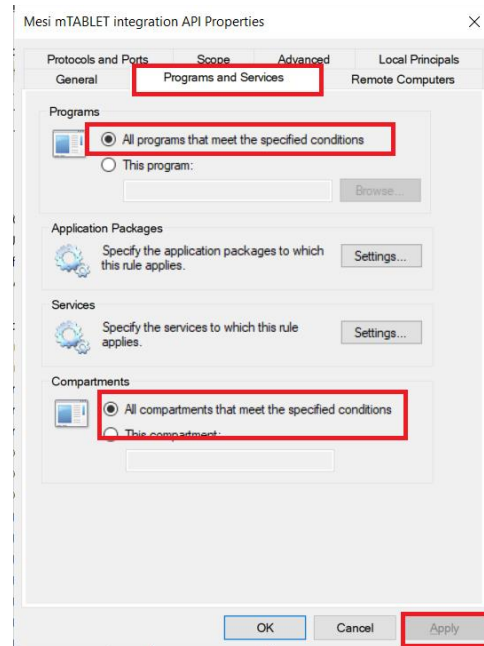 Mesi mTABLET integration API Properties
Protocols and Ports Scope Advanced Local Principals
General Programs and Services Remote Computers
Programs
All programs that meet the specified conditions
This program:
Browse...
Application Packages
Specify the application packages to which
this rule applies.
Settings...
Services
Specify the services to which this rule
applies.
Settings...
Compartments
All compartments that meet the specified conditions
This compartment:
OK Cancel Apply